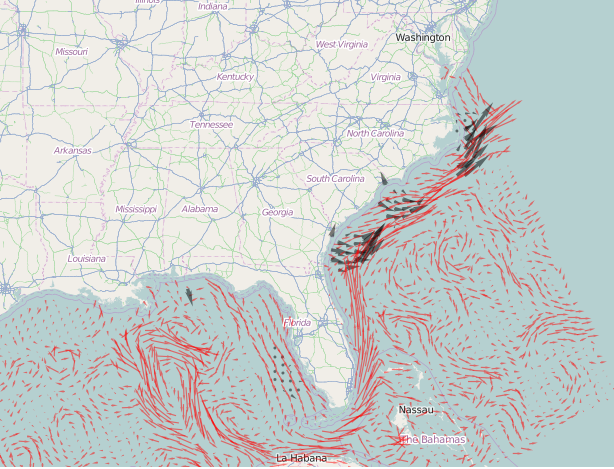 Illinois
Indiana
Washington
West Virginia
Missouri
Kentucky
Virginia
Tennessee
North Carolina
Arkansas
South Carolina
Mississippi
Alabama
Georgia
Louisiana
Florida
Nassau
The Bahamas
La Habana